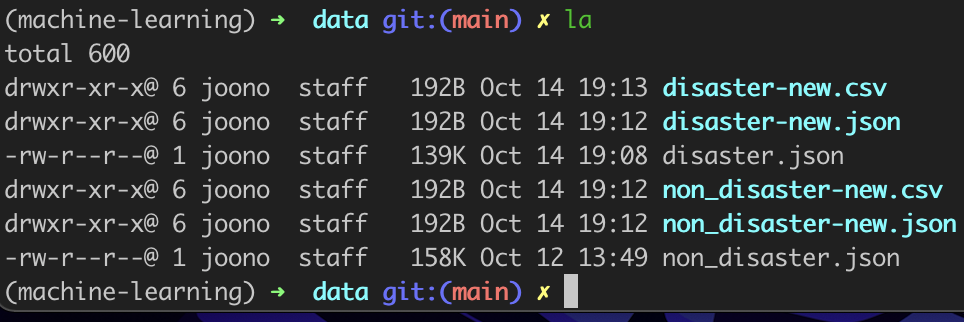 (machine-learning) ➜  data git:(main) ✗ la
total 600
drwxr-xr-x@ 6 joono  staff   192B Oct 14 19:13 disaster-new.csv
drwxr-xr-x@ 6 joono  staff   192B Oct 14 19:12 disaster-new.json
-rw-r--r--@ 1 joono  staff   139K Oct 14 19:08 disaster.json
drwxr-xr-x@ 6 joono  staff   192B Oct 14 19:12 non_disaster-new.csv
drwxr-xr-x@ 6 joono  staff   192B Oct 14 19:12 non_disaster-new.json
-rw-r--r--@ 1 joono  staff   158K Oct 12 13:49 non_disaster.json
(machine-learning) ➜  data git:(main) ✗